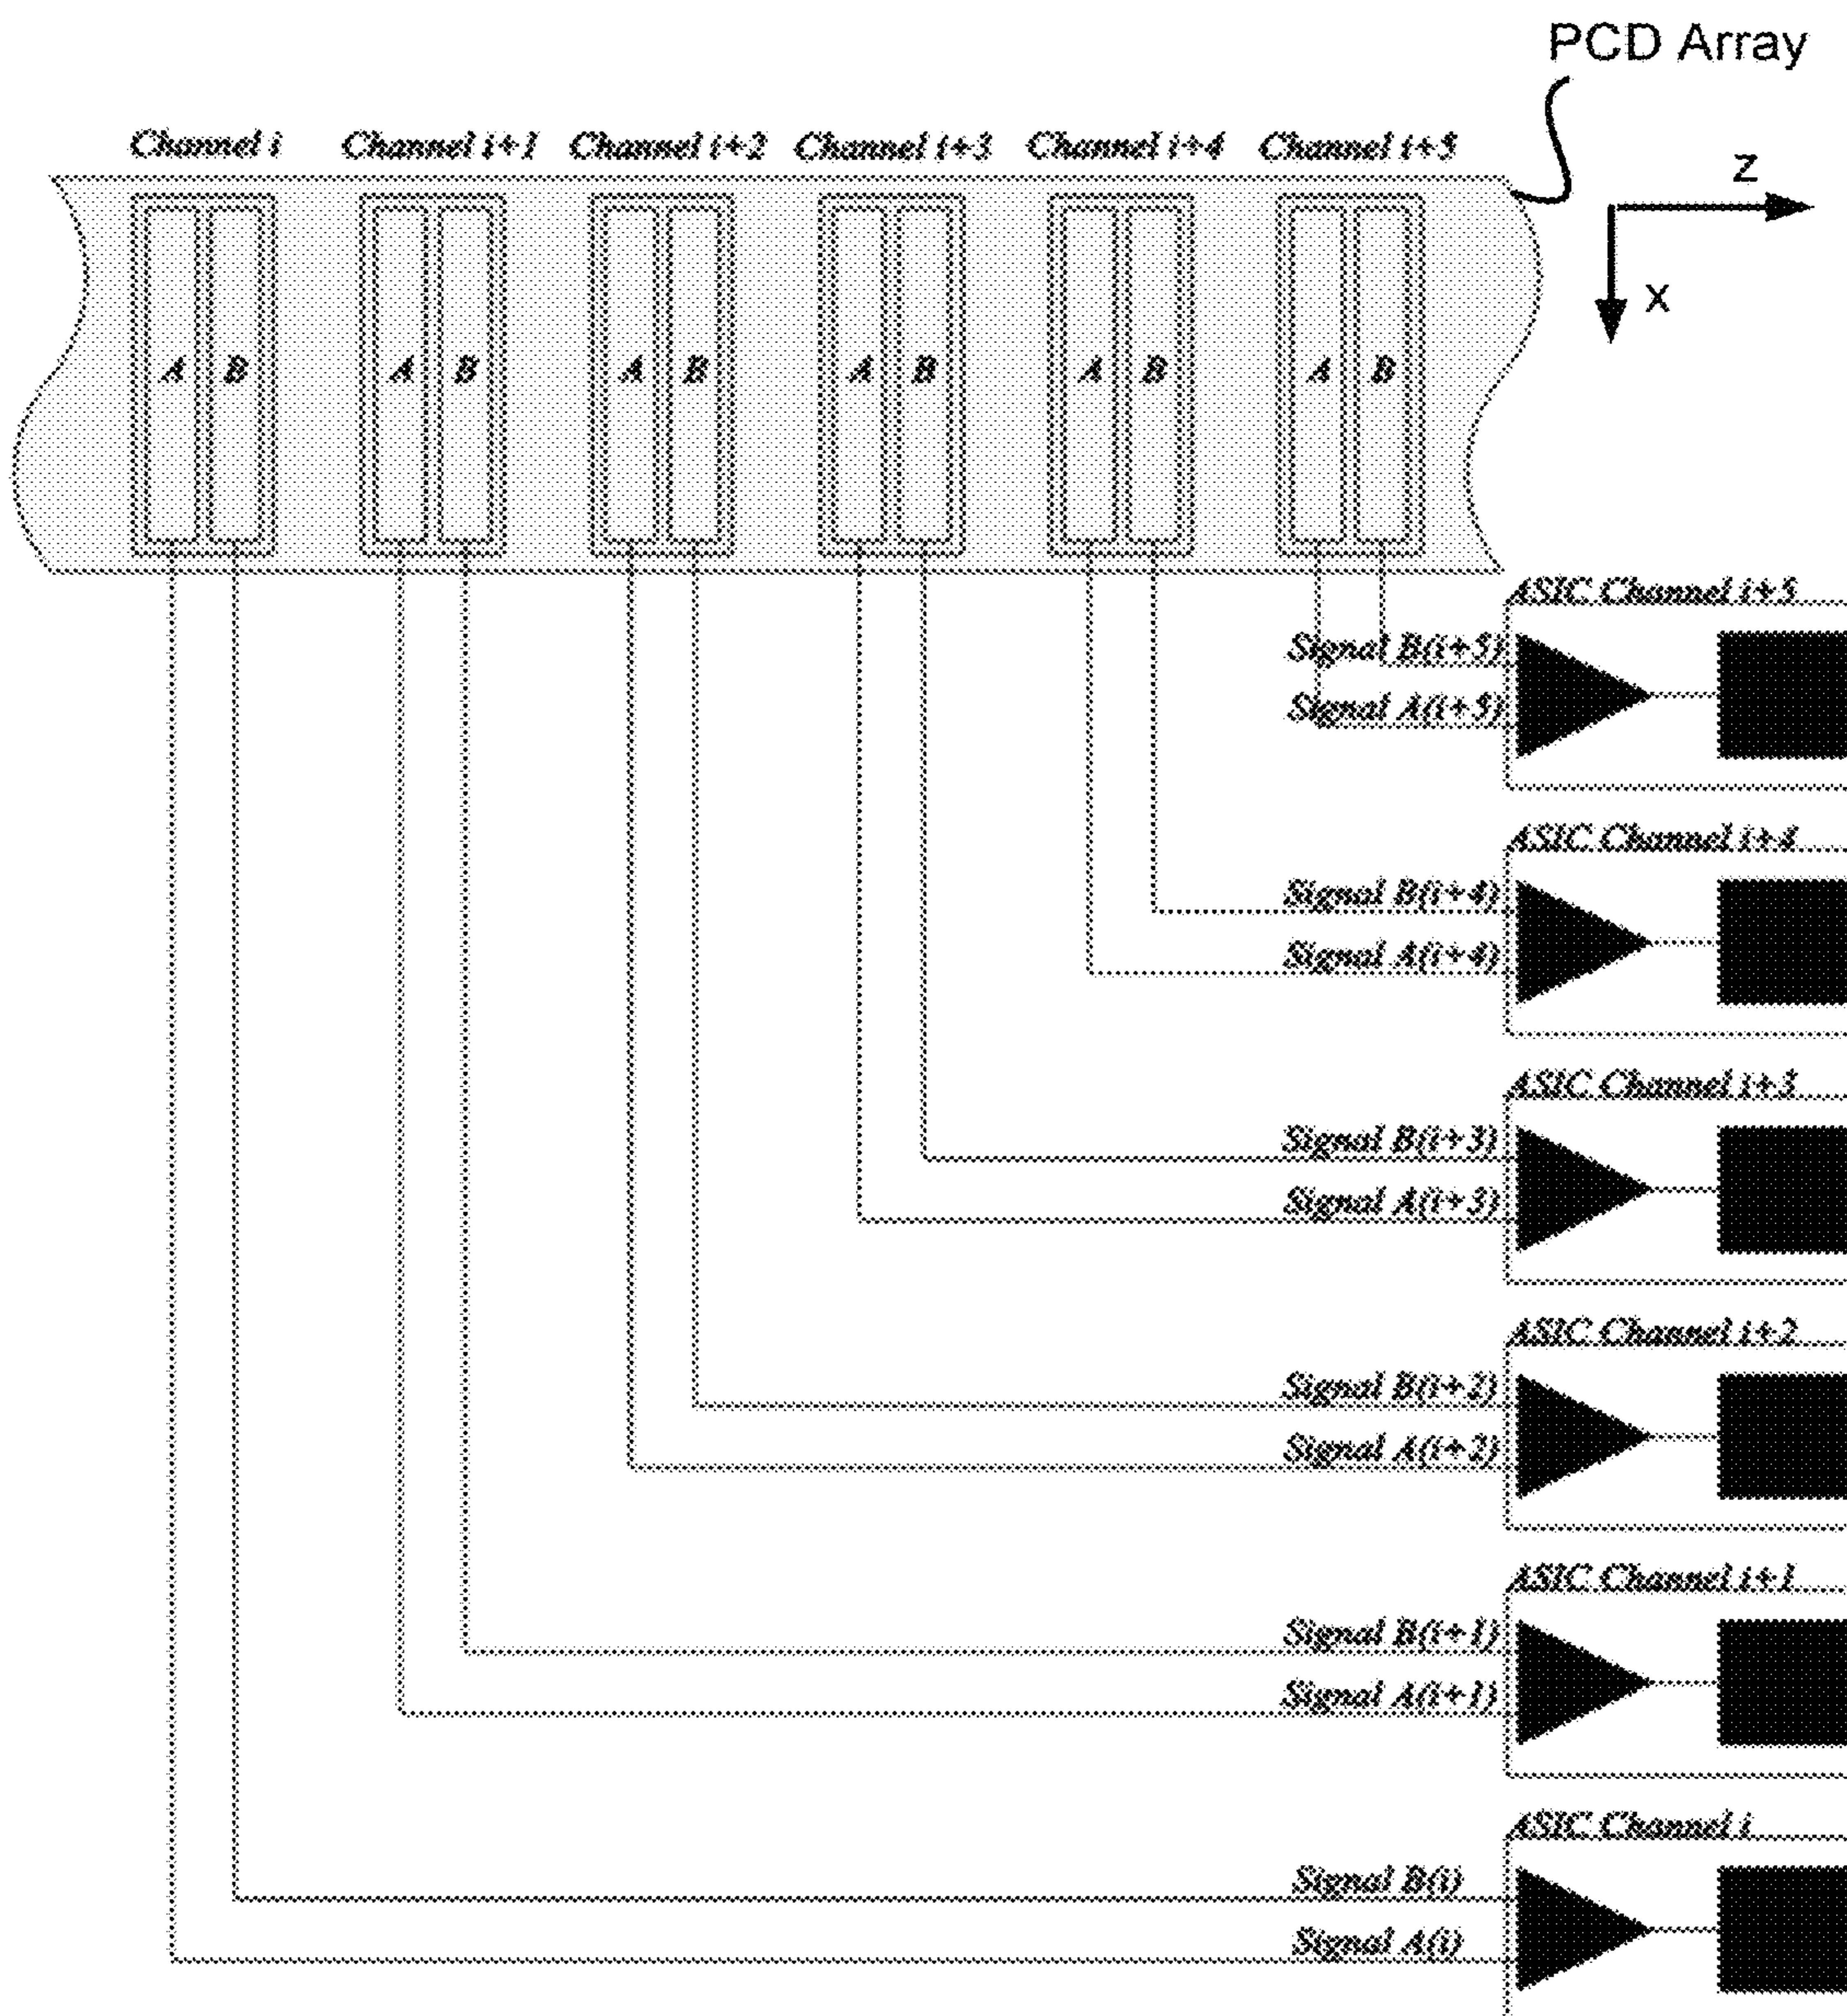 PCD Array
Channel i Channel i+1 Channel i+2 Channel i+3 Channel i+4 Channel i+5
Z
X
A B A B A B A B A B A B
ASIC Channel i+5
Signal B(i+5)
Signal A(i+5)
ASIC Channel i+4
Signal B(i+4)
Signal A(i+4)
ASIC Channel i+3
Signal B(i+3)
Signal A(i+3)
ASIC Channel i+2
Signal B(i+2)
Signal A(i+2)
ASIC Channel i+1
Signal B(i+1)
Signal A(i+1)
ASIC Channel i
Signal B(i)
Signal A(i)